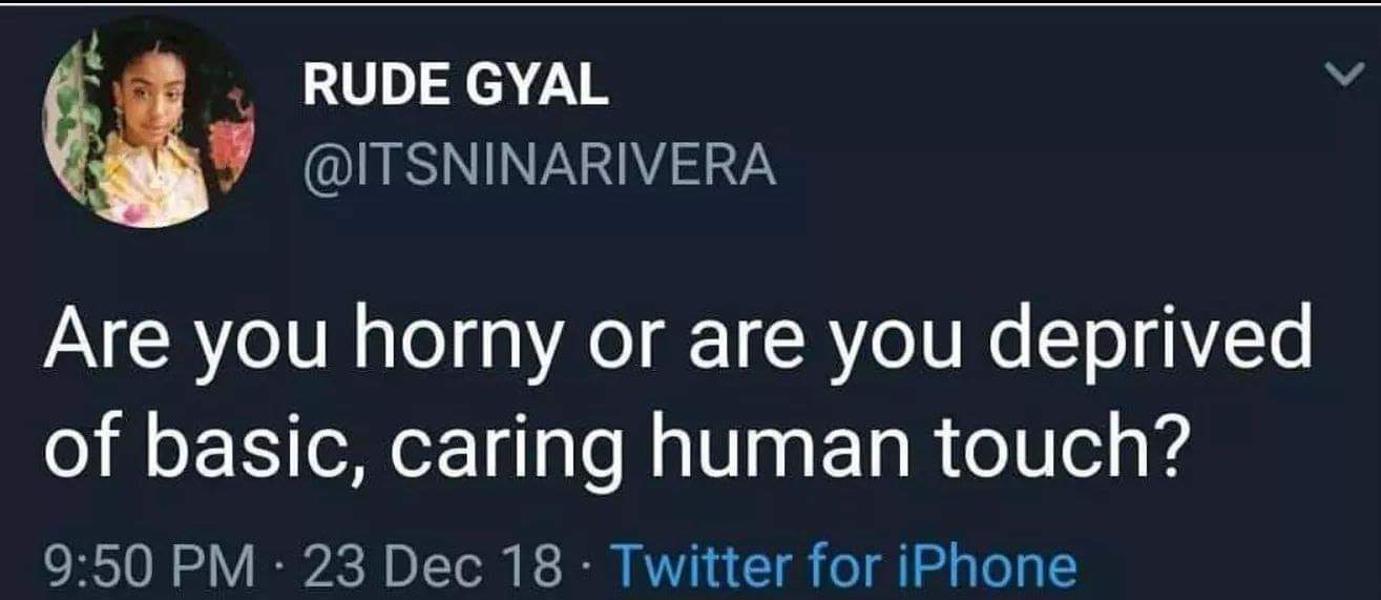 RUDE GYAL
@ITSNINARIVERA
Are you horny or are you deprived
of basic, caring human touch?
9:50 PM · 23 Dec 18 · Twitter for iPhone